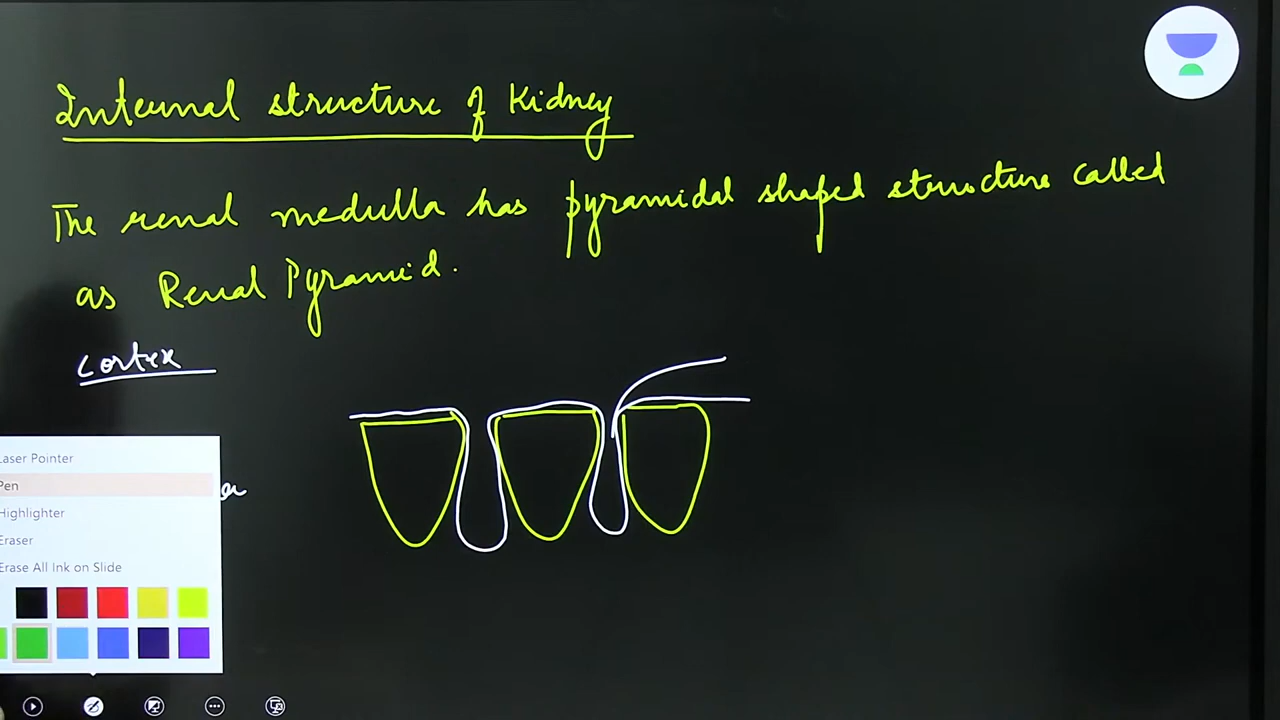 Internal structure of Kidney
The renal medulla has pyramidal shaped structure called
as Renal Pyramid.
Cortex
Laser Pointer
Pen
a
Highlighter
Eraser
Erase All Ink on Slide